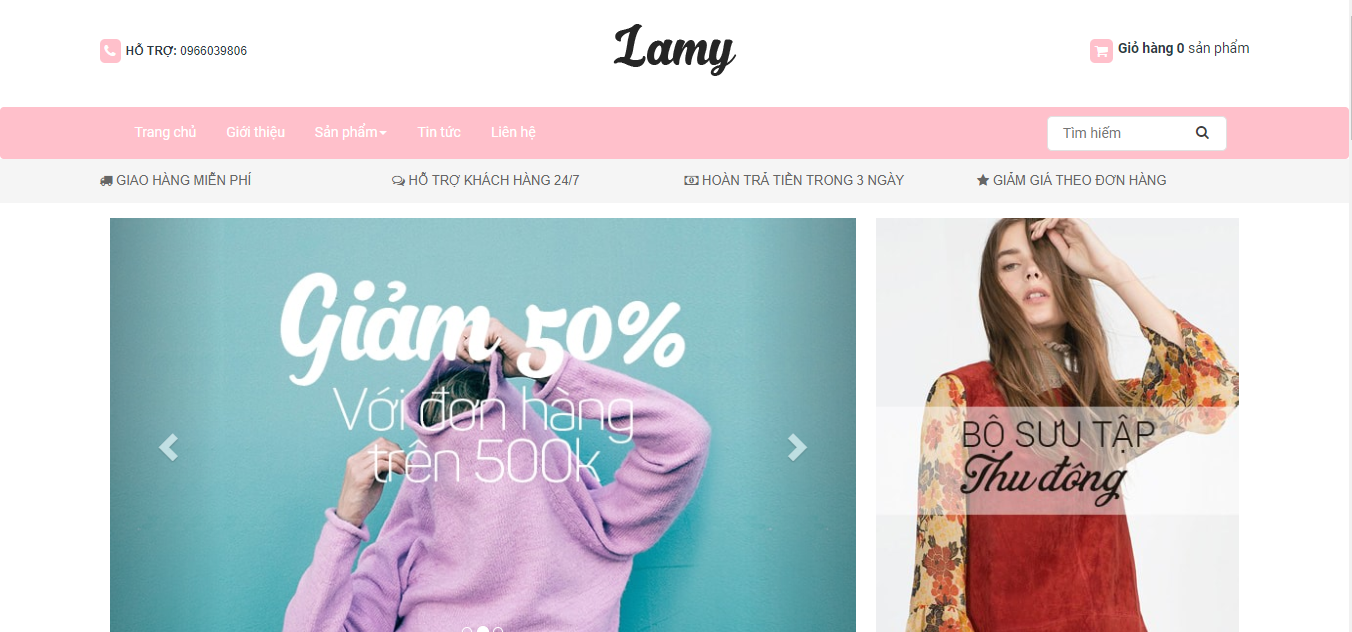 HỖ TRỢ: 0966039806
Lamy
Giỏ hàng 0 sản phẩm
Trang chủ
Giới thiệu
Sản phẩm
Tin tức
Liên hệ
Tìm hiếm
GIAO HÀNG MIỄN PHÍ
HỖ TRỢ KHÁCH HÀNG 24/7
HOÀN TRẢ TIỀN TRONG 3 NGÀY
GIẢM GIÁ THEO ĐƠN HÀNG
Giảm 50%
Với đơn hàng
trên 500k
BỘ SƯU TẬP
Thu đông